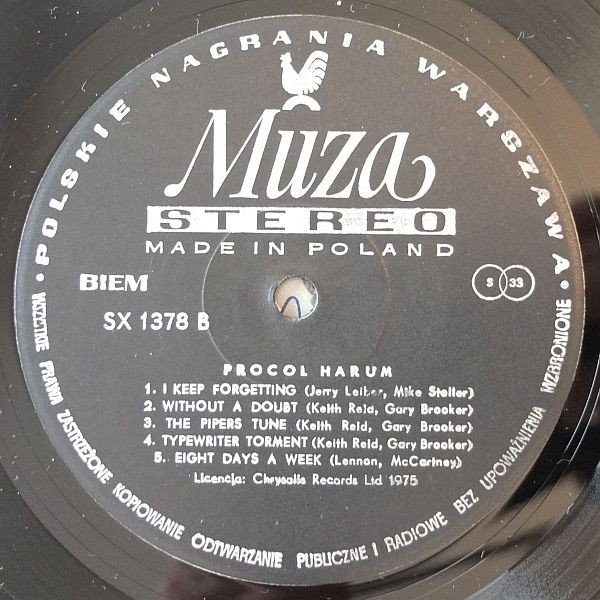 • POLSKIE NAGRANIA WARSZAWA •
Muza
STEREO
MADE IN POLAND
BIEM
S 33
SX 1378 B
PROCOL HARUM
1. I KEEP FORGETTING (Jerry Leiber, Mike Stoller)
2. WITHOUT A DOUBT (Keith Reid, Gary Brooker)
3. THE PIPERS TUNE (Keith Reid, Gary Brooker)
4. TYPEWRITER TORMENT (Keith Reid, Gary Brooker)
5. EIGHT DAYS A WEEK (Lennon, McCartney)
Licencja: Chrysalis Records Ltd 1975
WSZYSTKIE PRAWA ZASTRZEŻONE KOPIOWANIE ODTWARZANIE PUBLICZNE I RADIOWE BEZ UPOWAŻNIENIA WZBRONIONE